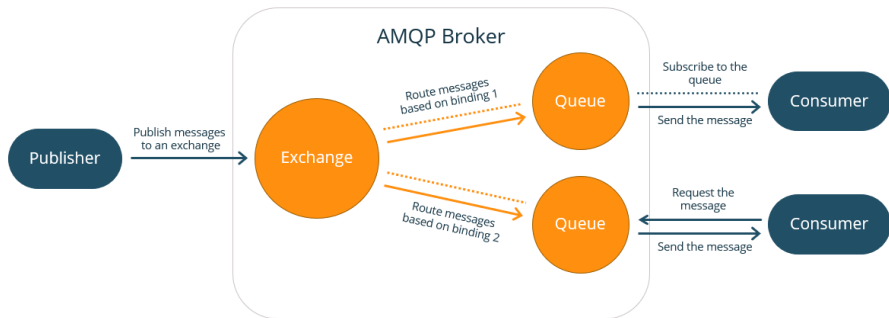 AMQP Broker
Publisher
Publish messages
to an exchange
Exchange
Route messages
based on binding 1
Queue
Subscribe to the
queue
Send the message
Consumer
Route messages
based on binding 2
Queue
Request the
message
Send the message
Consumer